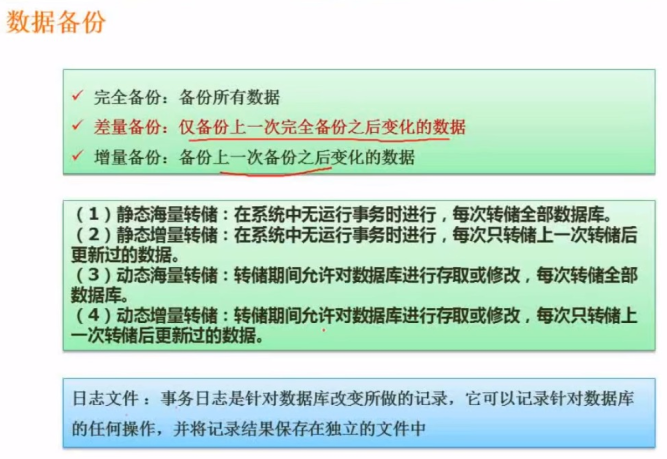 数据备份
完全备份：备份所有数据
差量备份：仅备份上一次完全备份之后变化的数据
增量备份：备份上一次备份之后变化的数据
（1）静态海量转储：在系统中无运行事务时进行，每次转储全部数据库。
（2）静态增量转储：在系统中无运行事务时进行，每次只转储上一次转储后
更新过的数据。
（3）动态海量转储：转储期间允许对数据库进行存取或修改，每次转储全部
数据库。
（4）动态增量转储：转储期间允许对数据库进行存取或修改，每次只转储上
一次转储后更新过的数据。
日志文件：事务日志是针对数据库改变所做的记录，它可以记录针对数据库
的任何操作，并将记录结果保存在独立的文件中